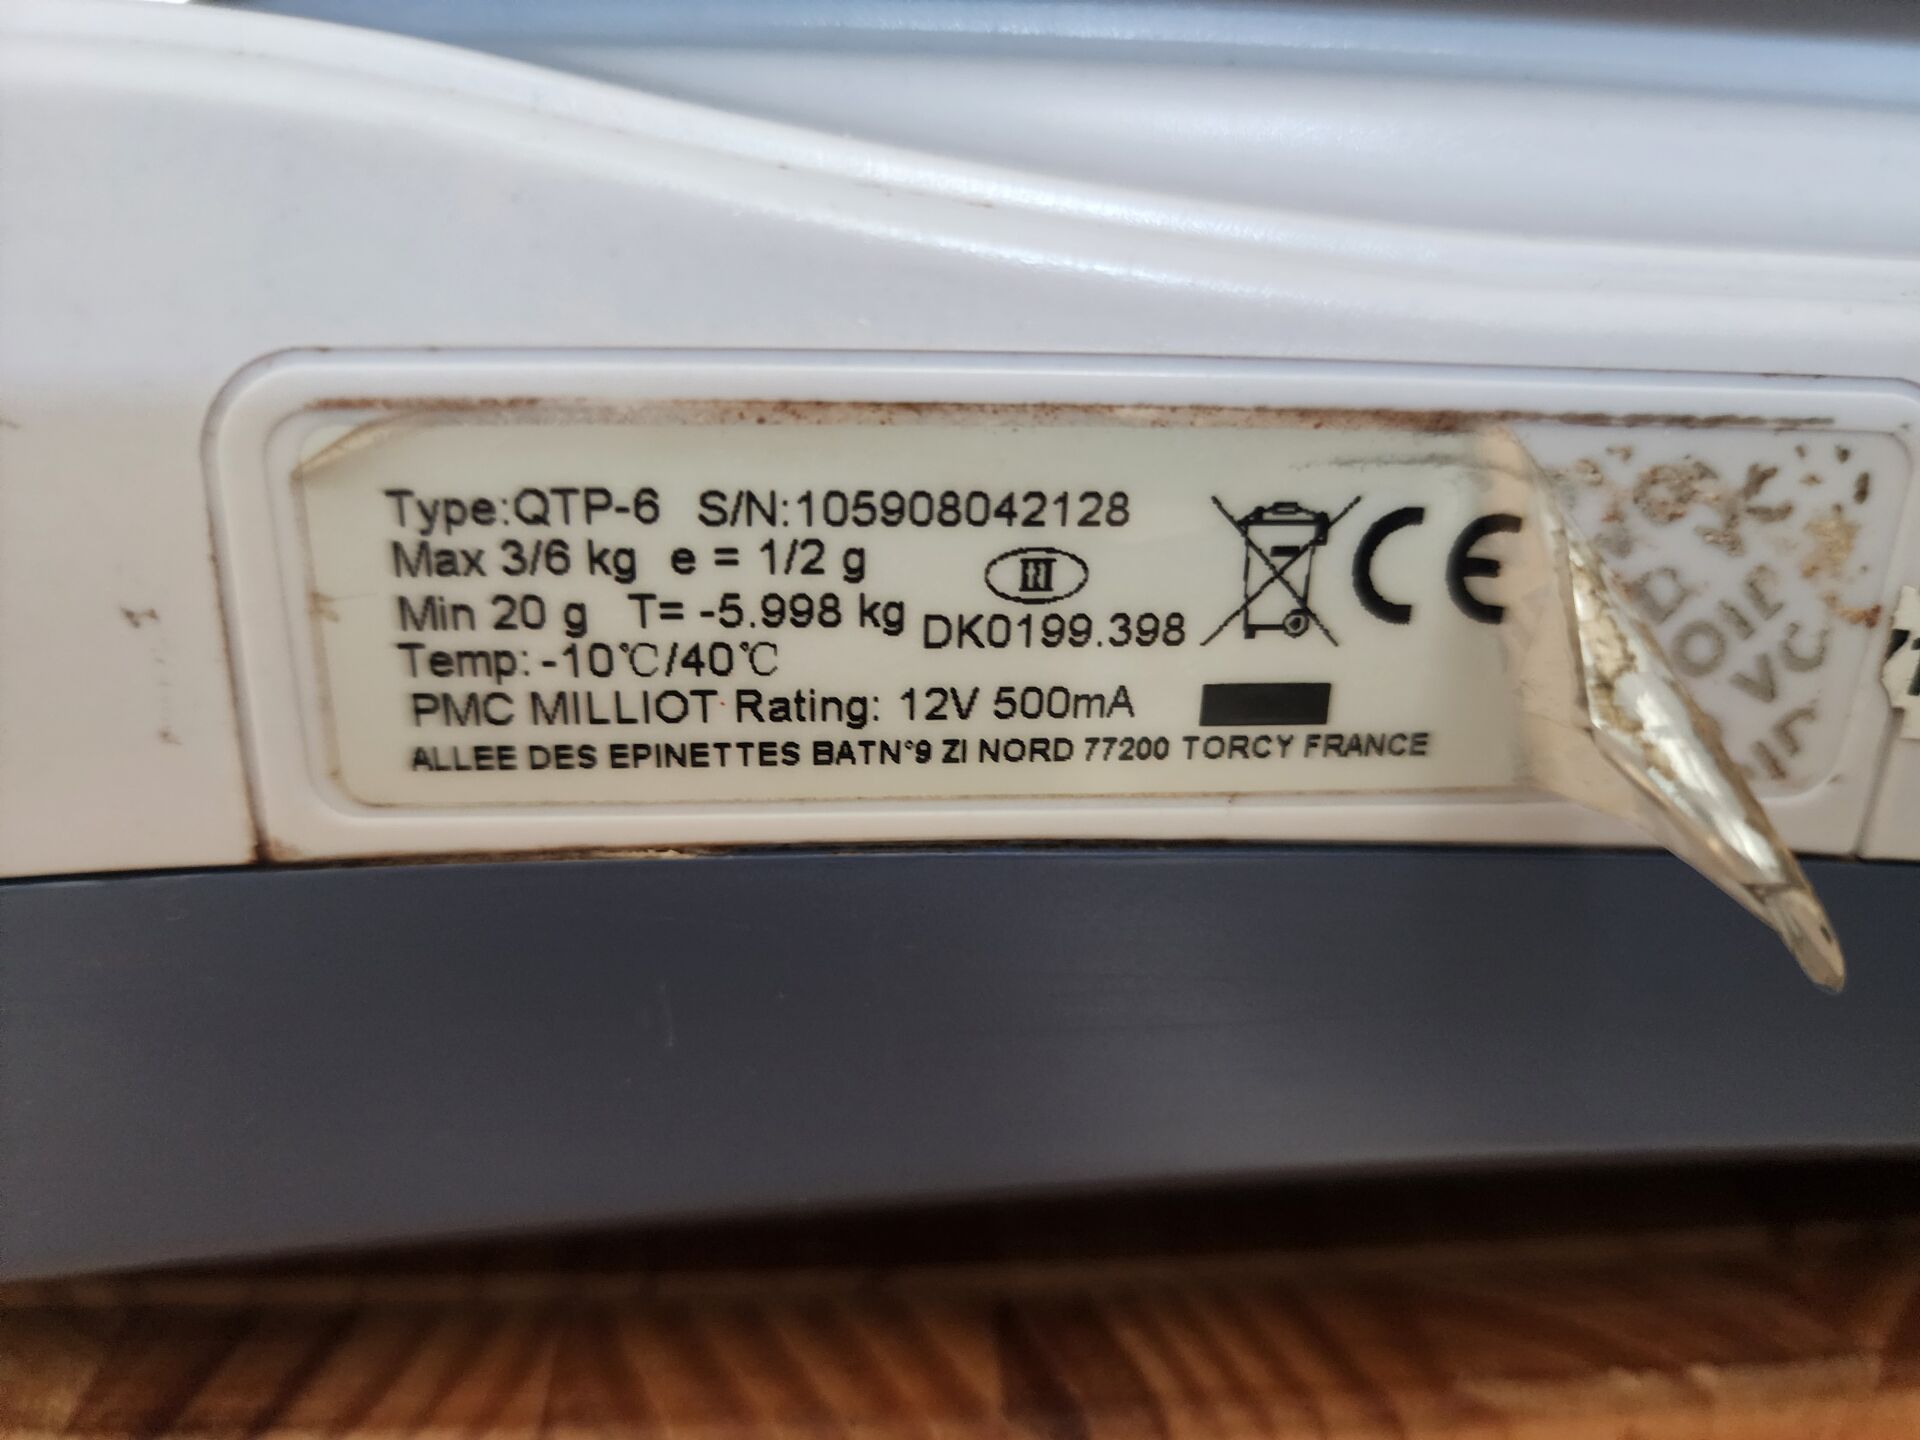 Type:QTP-6 S/N:105908042128
Max 3/6 kg e = 1/2 g
III
Min 20 g T= -5.998 kg
DK0199.398
Temp: -10℃/40℃
CE
PMC MILLIOT Rating: 12V 500mA
ALLEE DES EPINETTES BATN°9 ZI NORD 77200 TORCY FRANCE